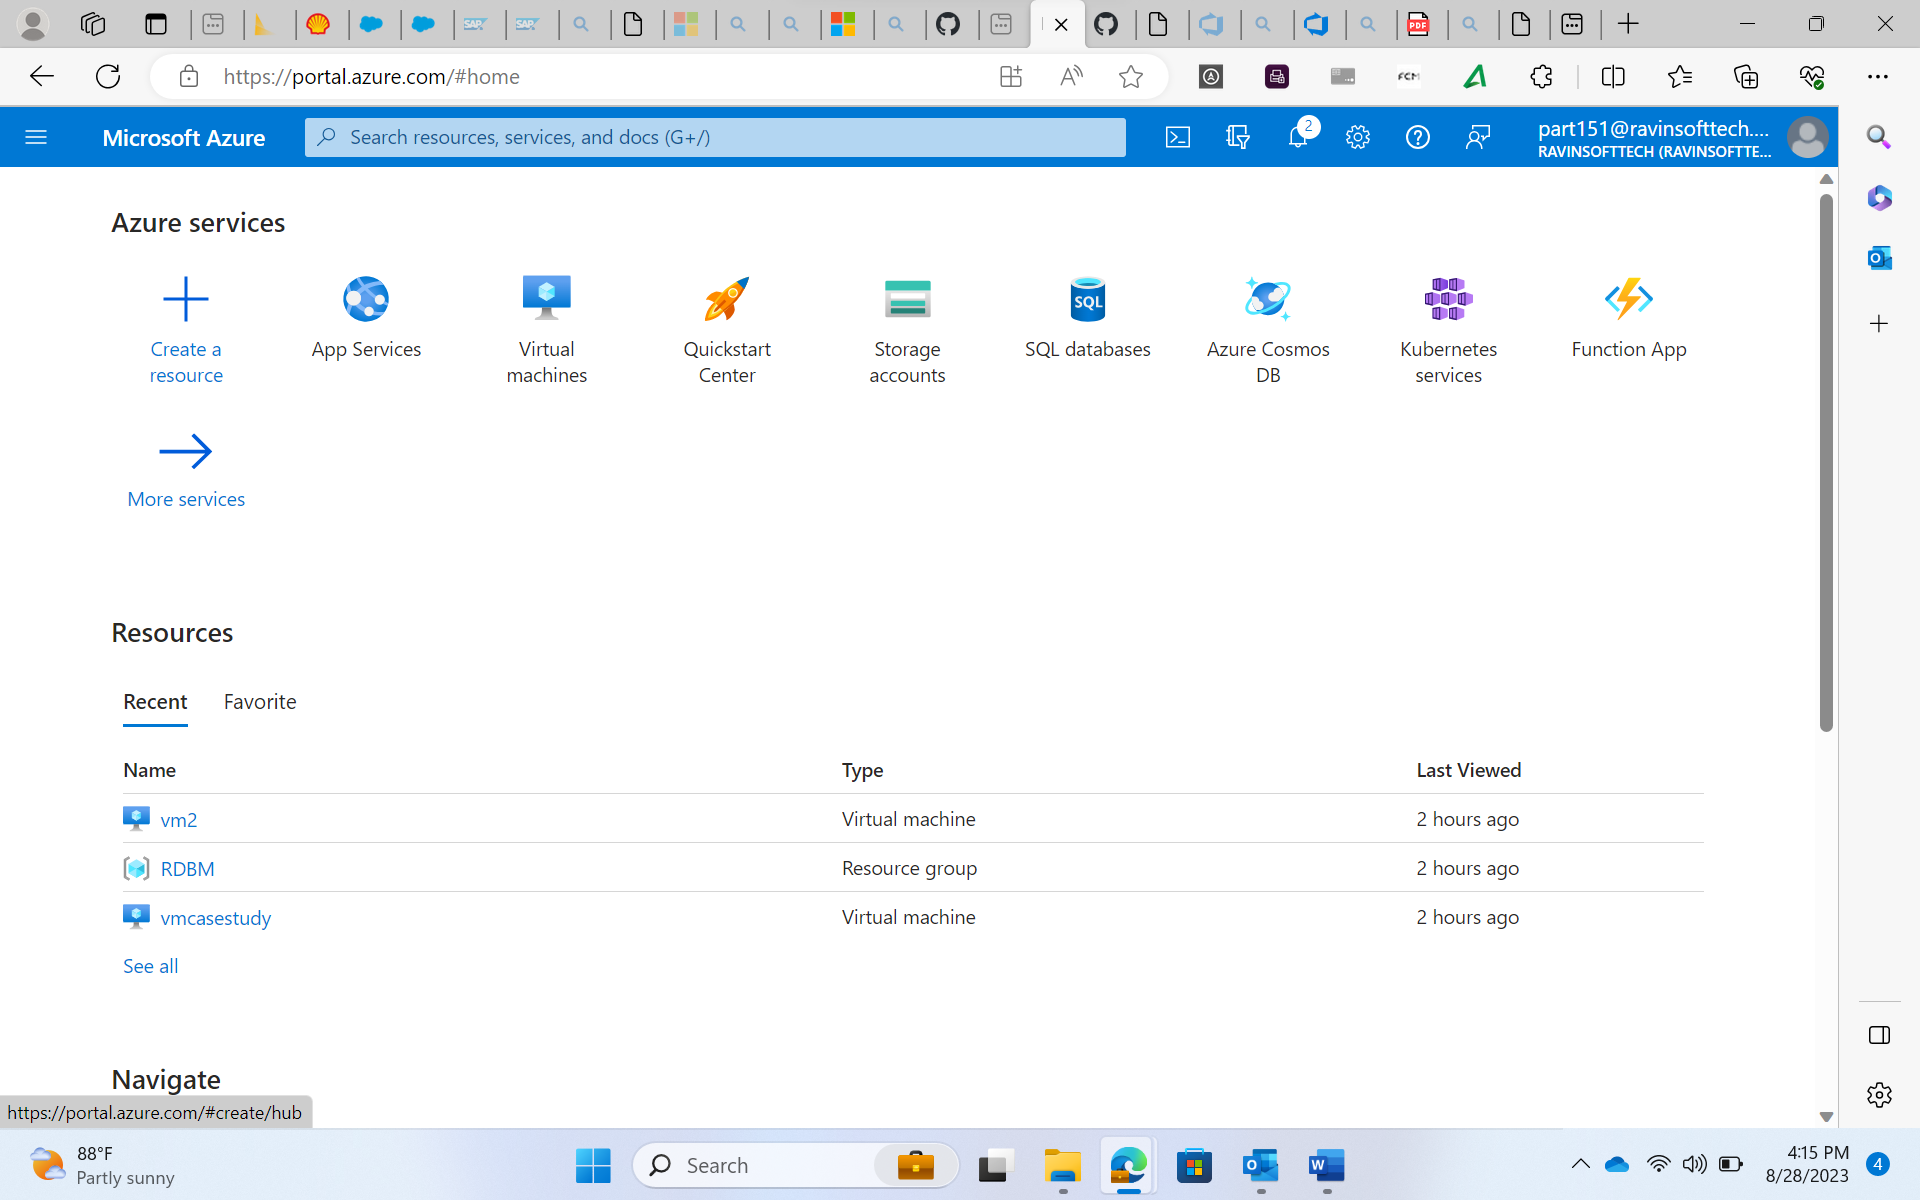 https://portal.azure.com/#home
Microsoft Azure
Search resources, services, and docs (G+/)
2
part151@ravinsofttech....
RAVINSOFTTECH (RAVINSOFTTE...
Azure services
Create a resource
App Services
Virtual machines
Quickstart Center
Storage accounts
SQL
SQL databases
Azure Cosmos DB
Kubernetes services
Function App
More services
Resources
Recent
Favorite
Name Type Last Viewed
vm2 Virtual machine 2 hours ago
RDBM Resource group 2 hours ago
vmcasestudy Virtual machine 2 hours ago
See all
Navigate
https://portal.azure.com/#create/hub
88°F
Partly sunny
Search
4:15 PM
8/28/2023
4